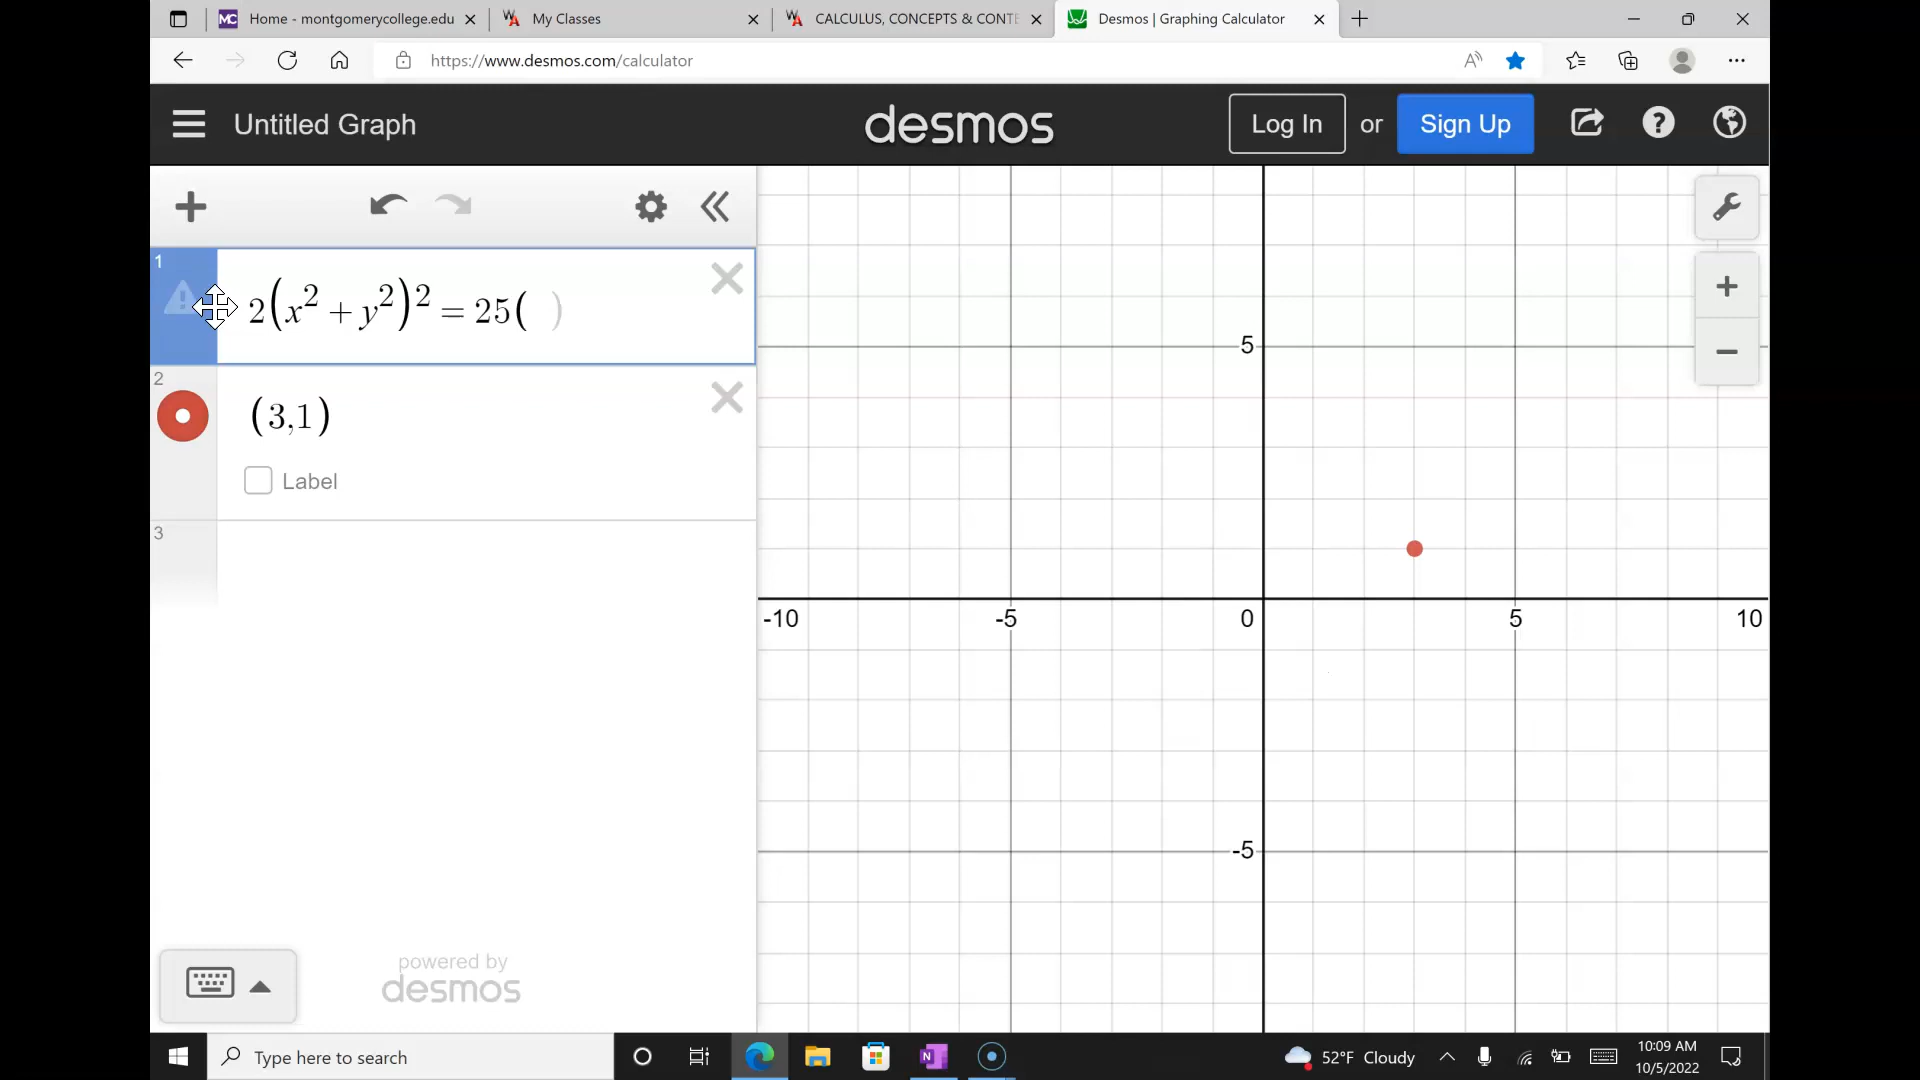 Home - montgomerycollege.edu
My Classes
CALCULUS, CONCEPTS & CONTE
Desmos | Graphing Calculator
https://www.desmos.com/calculator
Untitled Graph
desmos
Log In or Sign Up
1
2(x²+y²)²=25( )
2
(3,1)
Label
3
5
-10 -5 0 5 10
-5
powered by
desmos
Type here to search
52°F Cloudy
10:09 AM
10/5/2022